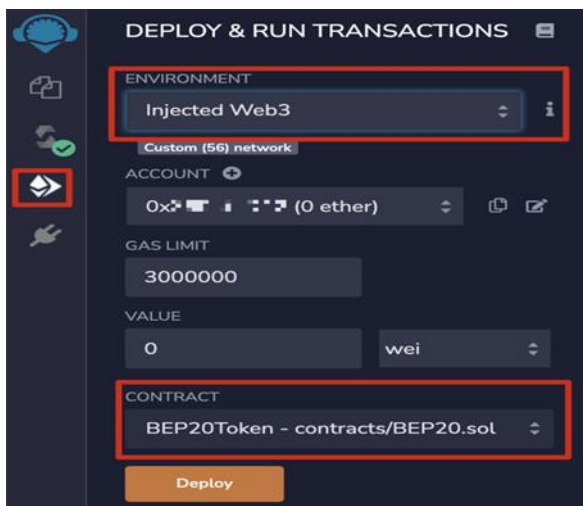 DEPLOY & RUN TRANSACTIONS
ENVIRONMENT
Injected Web3
i
Custom (56) network
ACCOUNT
(0 ether)
GAS LIMIT
3000000
VALUE
0
wei
CONTRACT
BEP20Token - contracts/BEP20.sol
Deploy